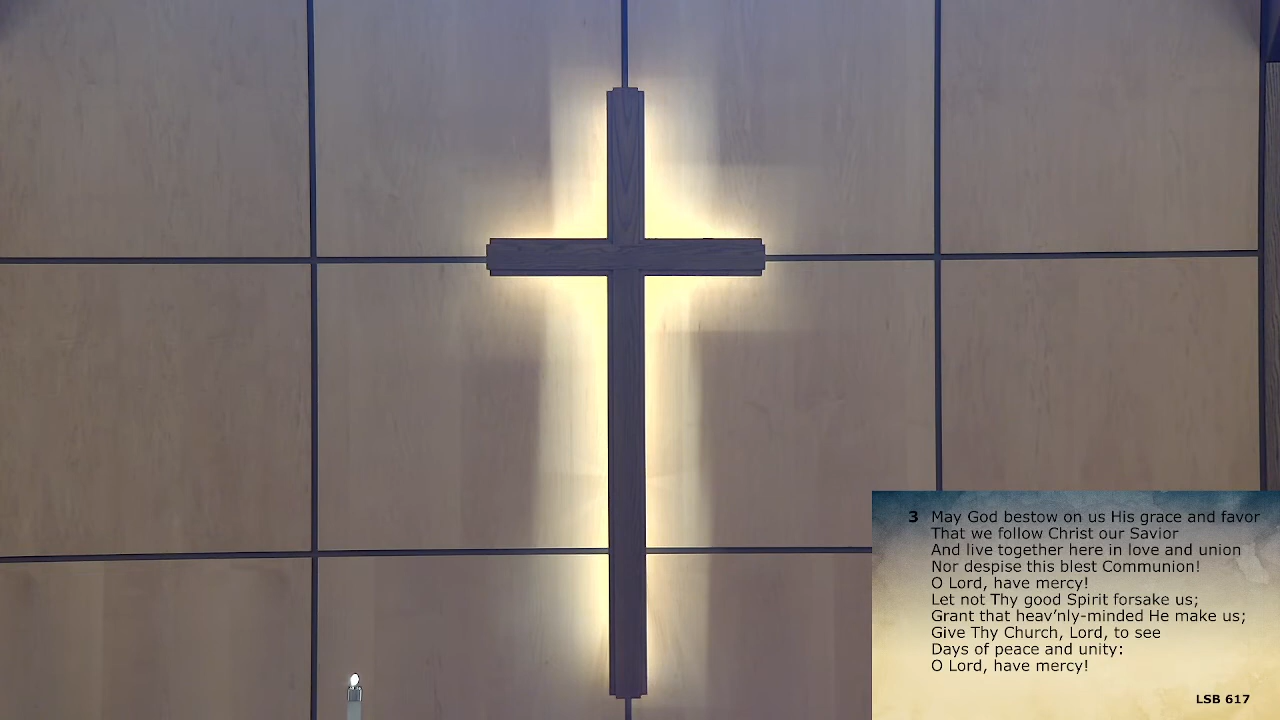 3 May God bestow on us His grace and favor
That we follow Christ our Savior
And live together here in love and union
Nor despise this blest Communion!
O Lord, have mercy!
Let not Thy good Spirit forsake us;
Grant that heav'nly-minded He make us;
Give Thy Church, Lord, to see
Days of peace and unity:
O Lord, have mercy!
LSB 617